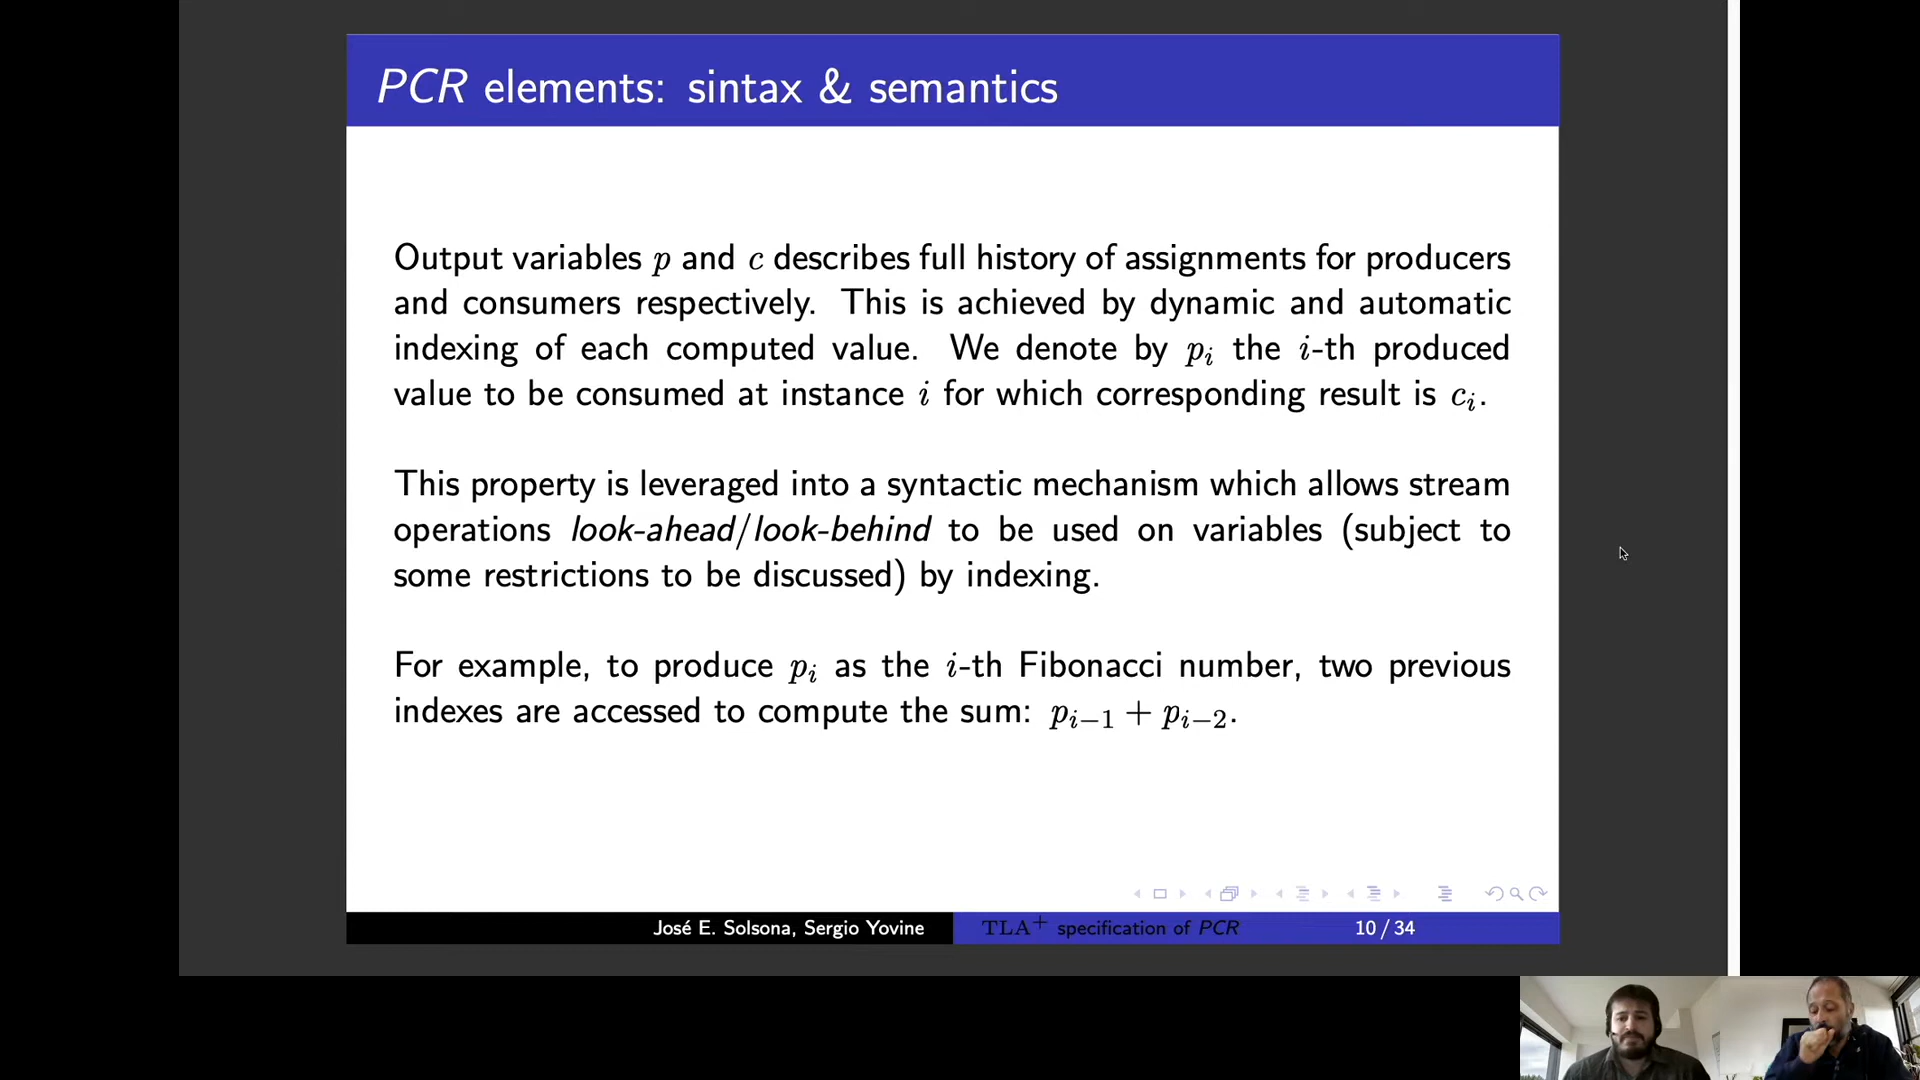 PCR elements: sintax & semantics
Output variables p and c describes full history of assignments for producers
and consumers respectively. This is achieved by dynamic and automatic
indexing of each computed value. We denote by pᵢ the i-th produced
value to be consumed at instance i for which corresponding result is cᵢ.
This property is leveraged into a syntactic mechanism which allows stream
operations look-ahead/look-behind to be used on variables (subject to
some restrictions to be discussed) by indexing.
For example, to produce pᵢ as the i-th Fibonacci number, two previous
indexes are accessed to compute the sum: pᵢ₋₁ + pᵢ₋₂.
José E. Solsona, Sergio Yovine TLA⁺ specification of PCR 10 / 34